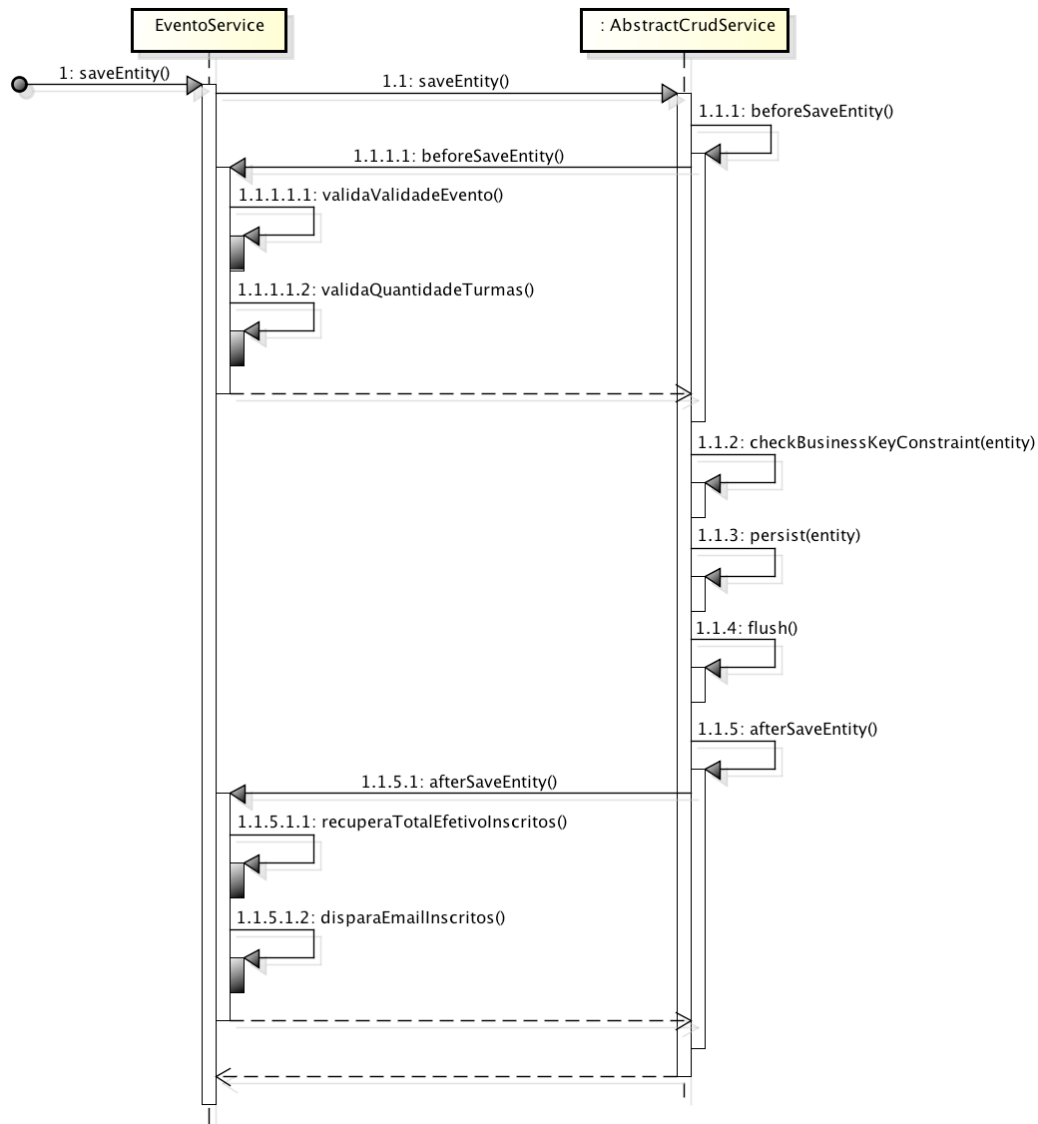 EventoService
: AbstractCrudService
1: saveEntity()
1.1: saveEntity()
1.1.1: beforeSaveEntity()
1.1.1.1: beforeSaveEntity()
1.1.1.1.1: validaValidadeEvento()
1.1.1.1.2: validaQuantidadeTurmas()
1.1.2: checkBusinessKeyConstraint(entity)
1.1.3: persist(entity)
1.1.4: flush()
1.1.5: afterSaveEntity()
1.1.5.1: afterSaveEntity()
1.1.5.1.1: recuperaTotalEfetivoInscritos()
1.1.5.1.2: disparaEmailInscritos()